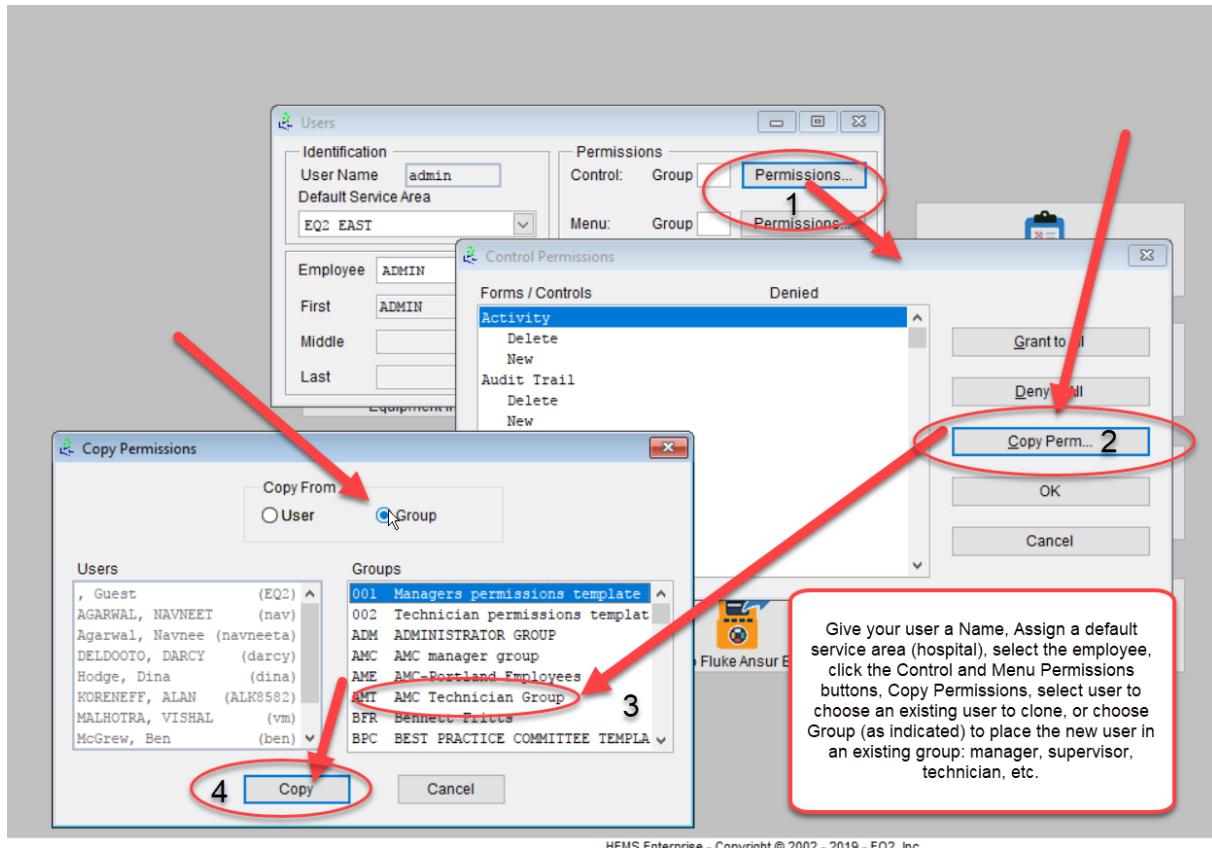 Users
Identification
User Name admin
Default Service Area
EQ2 EAST
Permissions
Control: Group Permissions...
1
Menu: Group Permissions...
Employee ADMIN
First ADMIN
Middle
Last
Control Permissions
Forms / Controls Denied
Activity
Delete
New
Audit Trail
Delete
New
Grant to All
Deny All
Copy Perm... 2
OK
Cancel
Copy Permissions
Copy From
User Group
Users
, Guest (EQ2)
AGARWAL, NAVNEET (nav)
Agarwal, Navnee (navneeta)
DELDOOTO, DARCY (darcy)
Hodge, Dina (dina)
KORENEFF, ALAN (ALK8582)
MALHOTRA, VISHAL (vm)
McGrew, Ben (ben)
Groups
001 Managers permissions template
002 Technician permissions templat
ADM ADMINISTRATOR GROUP
AMC AMC manager group
AME AMC-Portland Employees
AMT AMC Technician Group
3
BFR Bennett Fritts
BPC BEST PRACTICE COMMITTEE TEMPLA
4 Copy
Cancel
Fluke Ansur
Give your user a Name, Assign a default
service area (hospital), select the employee,
click the Control and Menu Permissions
buttons, Copy Permissions, select user to
choose an existing user to clone, or choose
Group (as indicated) to place the new user in
an existing group: manager, supervisor,
technician, etc.
HEMS Enterprise - Copyright © 2002 - 2019 - EQ2, Inc